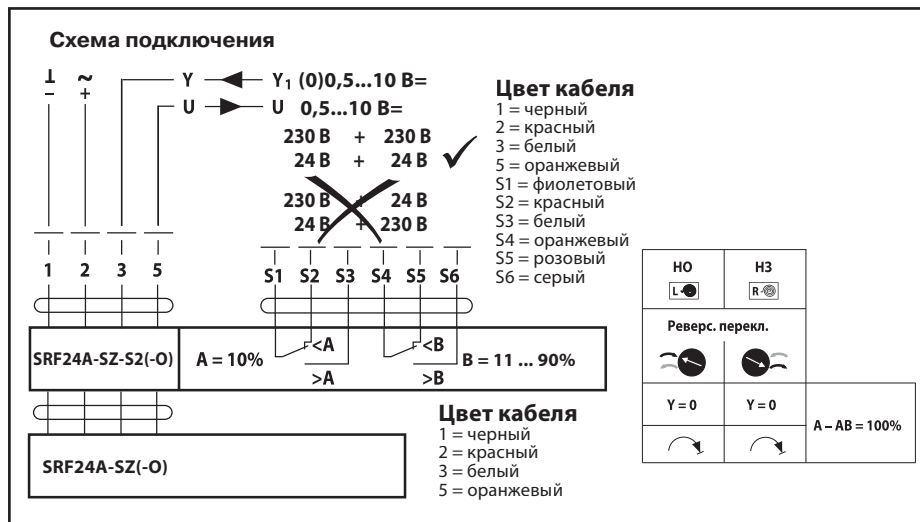 Схема подключения
⊥ ~ Y Y₁ (0)0,5...10 В=
– + U U 0,5...10 В=
230 В + 230 В
24 В + 24 В
230 В + 24 В
24 В + 230 В
Цвет кабеля
1 = черный
2 = красный
3 = белый
5 = оранжевый
S1 = фиолетовый
S2 = красный
S3 = белый
S4 = оранжевый
S5 = розовый
S6 = серый
1 2 3 5 S1 S2 S3 S4 S5 S6
SRF24A-SZ-S2(-O)
A = 10%
<A
>A
<B
>B
B = 11 ... 90%
НО НЗ
L R
Реверс. перекл.
Y = 0 Y = 0
A – AB = 100%
SRF24A-SZ(-O)
Цвет кабеля
1 = черный
2 = красный
3 = белый
5 = оранжевый